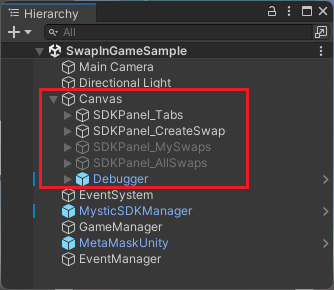 Hierarchy
All
SwapInGameSample
Main Camera
Directional Light
Canvas
SDKPanel_Tabs
SDKPanel_CreateSwap
SDKPanel_MySwaps
SDKPanel_AllSwaps
Debugger
EventSystem
MysticSDKManager
GameManager
MetaMaskUnity
EventManager